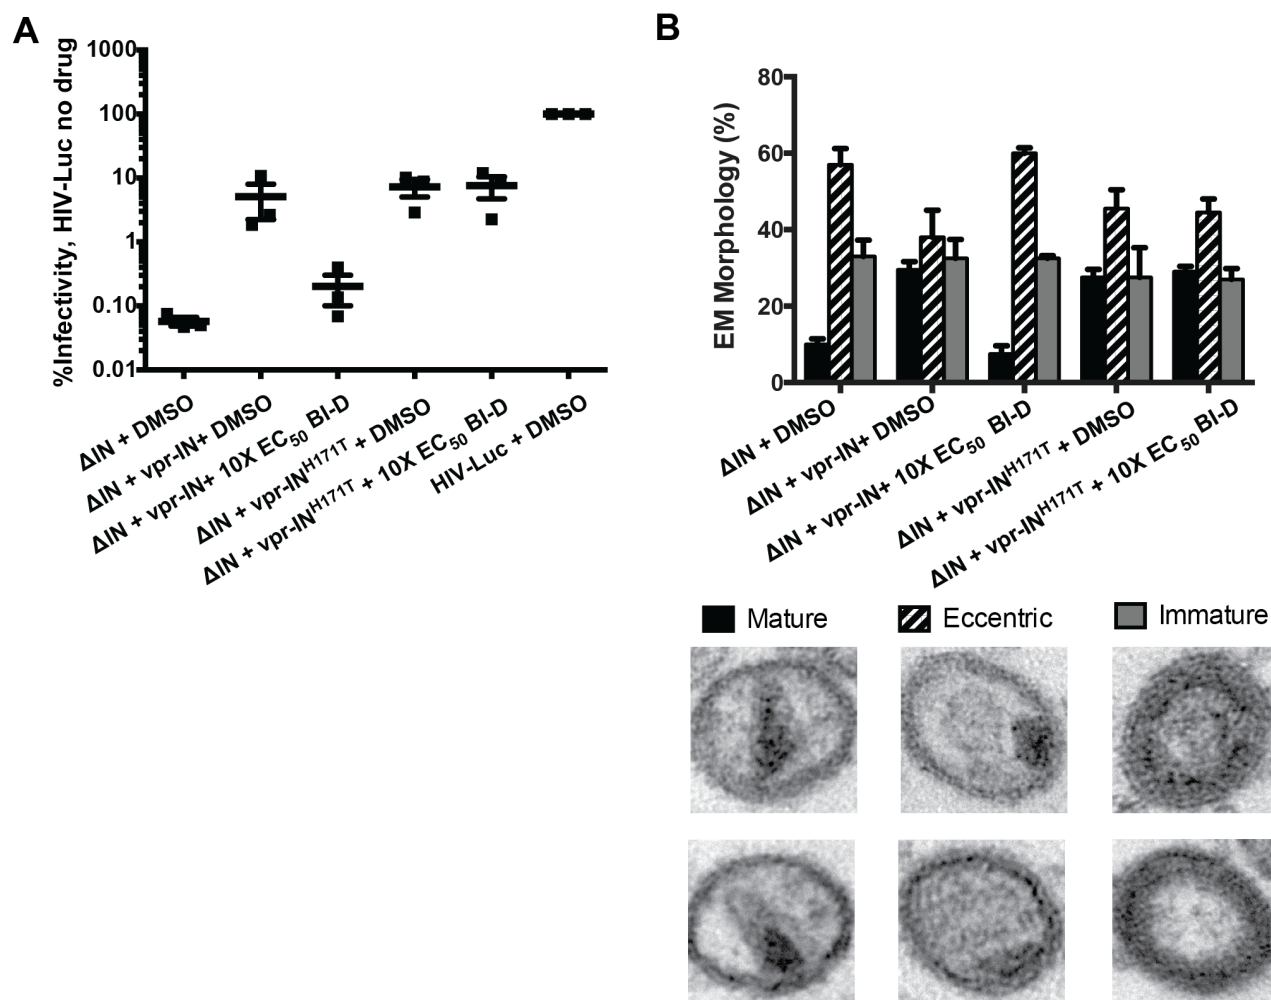 A
%Infectivity, HIV-Luc no drug
1000
100
10
1
0.10
0.01
ΔIN + DMSO
ΔIN + vpr-IN+ DMSO
ΔIN + vpr-IN+ 10X EC50 BI-D
ΔIN + vpr-INH171T + DMSO
ΔIN + vpr-INH171T + 10X EC50 BI-D
HIV-Luc + DMSO
B
EM Morphology (%)
80
60
40
20
0
ΔIN + DMSO
ΔIN + vpr-IN+ DMSO
ΔIN + vpr-IN+ 10X EC50 BI-D
ΔIN + vpr-INH171T + DMSO
ΔIN + vpr-INH171T + 10X EC50 BI-D
Mature
Eccentric
Immature